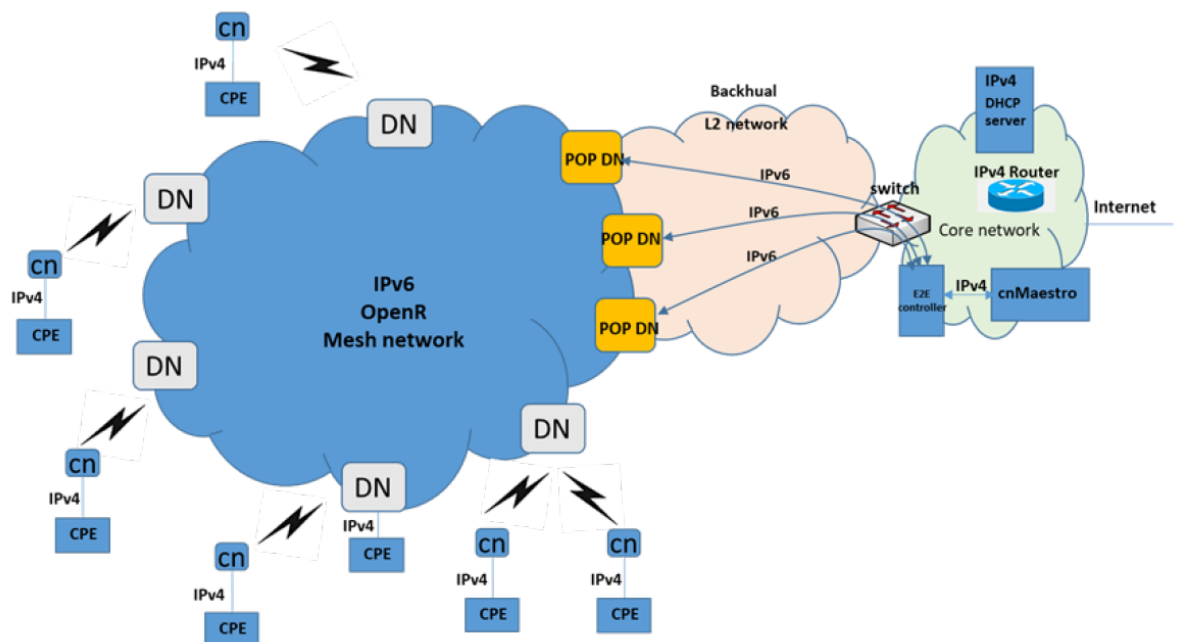 cn
IPv4
CPE
DN
DN
cn
IPv4
CPE
DN
cn
IPv4
CPE
IPv6
OpenR
Mesh network
DN
cn
IPv4
CPE
DN
IPv4
CPE
cn
IPv4
CPE
cn
IPv4
CPE
POP DN
POP DN
POP DN
Backhual
L2 network
IPv6
IPv6
IPv6
switch
IPv4
DHCP
server
IPv4 Router
Core network
Internet
E2E
controller
IPv4
cnMaestro